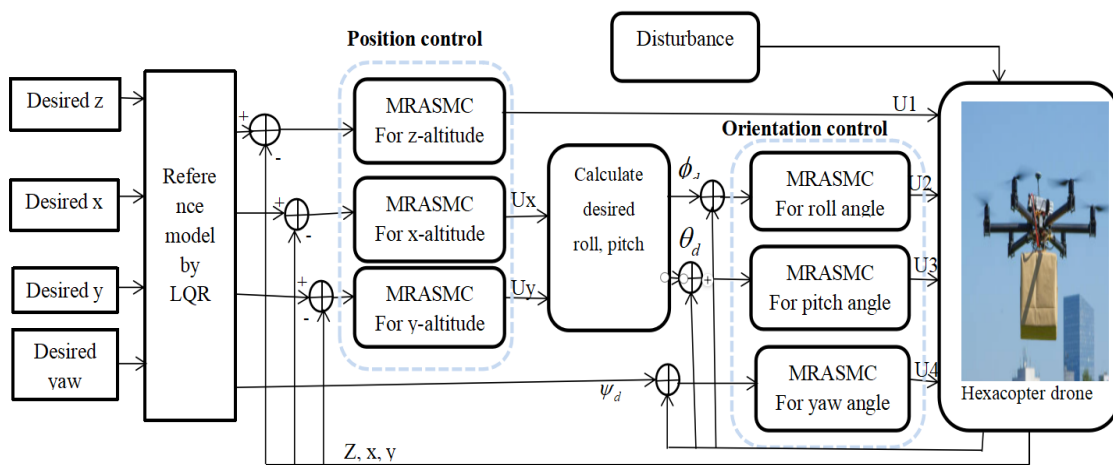 Position control
Disturbance
Desired z
Desired x
Desired y
Desired
yaw
Refere
nce
model
by
LQR
+
-
+
-
+
-
MRASMC
For z-altitude
MRASMC
For x-altitude
MRASMC
For y-altitude
Ux
Uy
Calculate
desired
roll, pitch
ϕd
θd
+
ψd
Orientation control
MRASMC
For roll angle
MRASMC
For pitch angle
MRASMC
For yaw angle
U1
U2
U3
U4
Hexacopter drone
Z, x, y